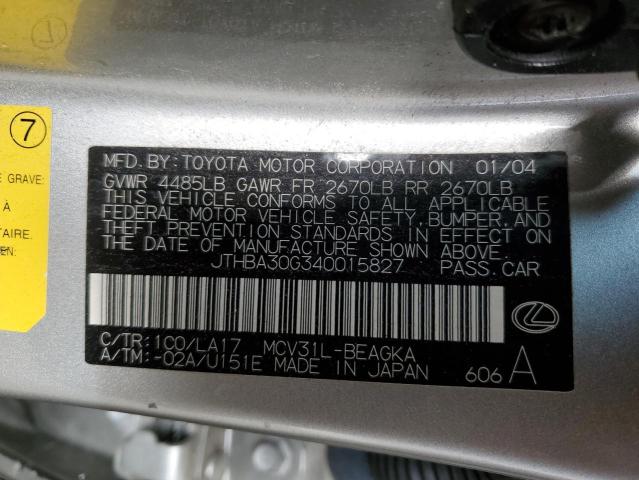 7
E GRAVE:
À
TAIRE.
MFD. BY: TOYOTA MOTOR CORPORATION 01/04
GVWR 4485LB GAWR FR 2670LB RR 2670LB
THIS VEHICLE CONFORMS TO ALL APPLICABLE
FEDERAL MOTOR VEHICLE SAFETY, BUMPER, AND
THEFT PREVENTION STANDARDS IN EFFECT ON
THE DATE OF MANUFACTURE SHOWN ABOVE.
JTHBA30G340015827 PASS. CAR
C/TR: 1C0/LA17 MCV31L-BEAGKA
A/TM: -02A/U151E MADE IN JAPAN 606 A